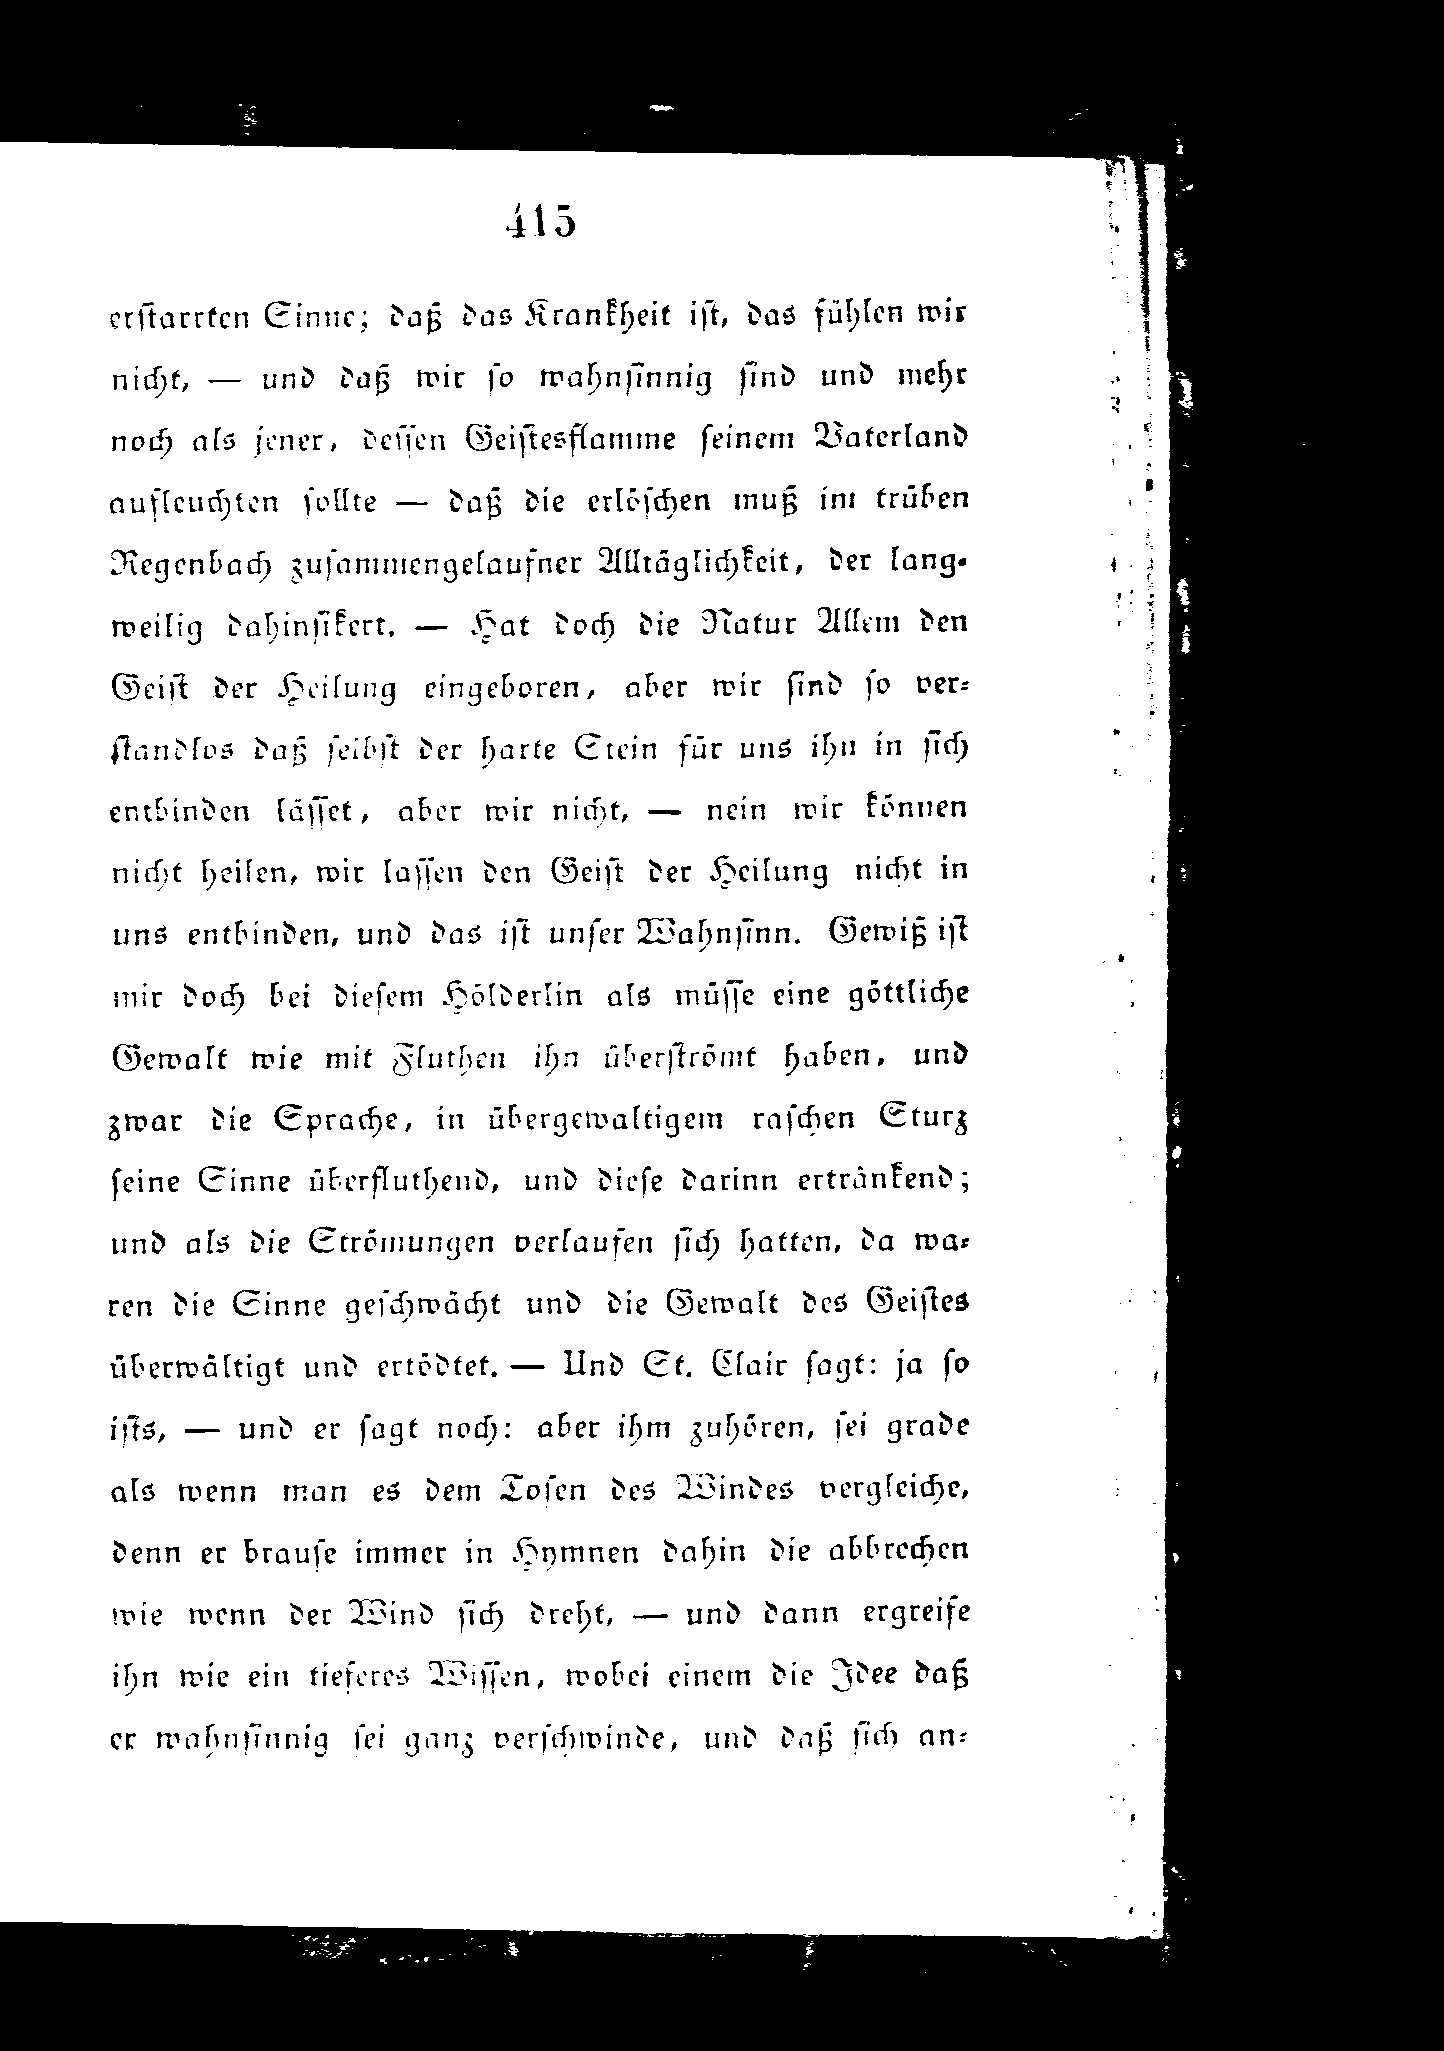 415
erſtarrten Sinne; daß das Krankheit iſt, das fühlen wir
nicht, — und daß wir ſo wahnſinnig ſind und mehr
noch als jener, deſſen Geiſtesflamme ſeinem Vaterland
aufleuchten ſollte — daß die erlöſchen muß im trüben
Regenbach zuſammengelaufner Alltäglichkeit, der lang-
weilig dahinſikert. — Hat doch die Natur Allem den
Geiſt der Heilung eingeboren, aber wir ſind ſo ver-
ſtandlos daß ſelbſt der harte Stein für uns ihn in ſich
entbinden läſſet, aber wir nicht, — nein wir können
nicht heilen, wir laſſen den Geiſt der Heilung nicht in
uns entbinden, und das iſt unſer Wahnſinn. Gewiß iſt
mir doch bei dieſem Hölderlin als müſſe eine göttliche
Gewalt wie mit Fluthen ihn überſtrömt haben, und
zwar die Sprache, in übergewaltigem raſchen Sturz
ſeine Sinne überfluthend, und dieſe darinn ertränkend;
und als die Strömungen verlaufen ſich hatten, da wa-
ren die Sinne geſchwächt und die Gewalt des Geiſtes
überwältigt und ertödtet. — Und St. Clair ſagt: ja ſo
iſts, — und er ſagt noch: aber ihm zuhören, ſei grade
als wenn man es dem Toſen des Windes vergleiche,
denn er brauſe immer in Hymnen dahin die abbrechen
wie wenn der Wind ſich dreht, — und dann ergreife
ihn wie ein tieferes Wiſſen, wobei einem die Idee daß
er wahnſinnig ſei ganz verſchwinde, und daß ſich an-